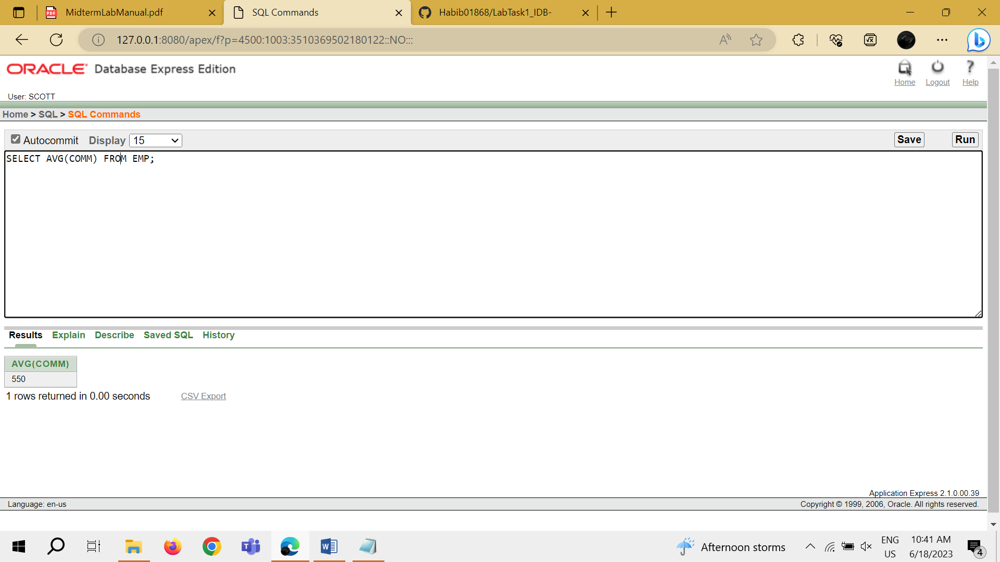 MidtermLabManual.pdf
SQL Commands
Habib01868/LabTask1_IDB-
127.0.0.1:8080/apex/f?p=4500:1003:3510369502180122::NO:::
ORACLE Database Express Edition
Home Logout Help
User: SCOTT
Home > SQL > SQL Commands
Autocommit Display 15 Save Run
SELECT AVG(COMM) FROM EMP;
Results Explain Describe Saved SQL History
AVG(COMM)
550
1 rows returned in 0.00 seconds CSV Export
Application Express 2.1.0.00.39
Language: en-us Copyright © 1999, 2006, Oracle. All rights reserved.
Afternoon storms
ENG
US
10:41 AM
6/18/2023
4